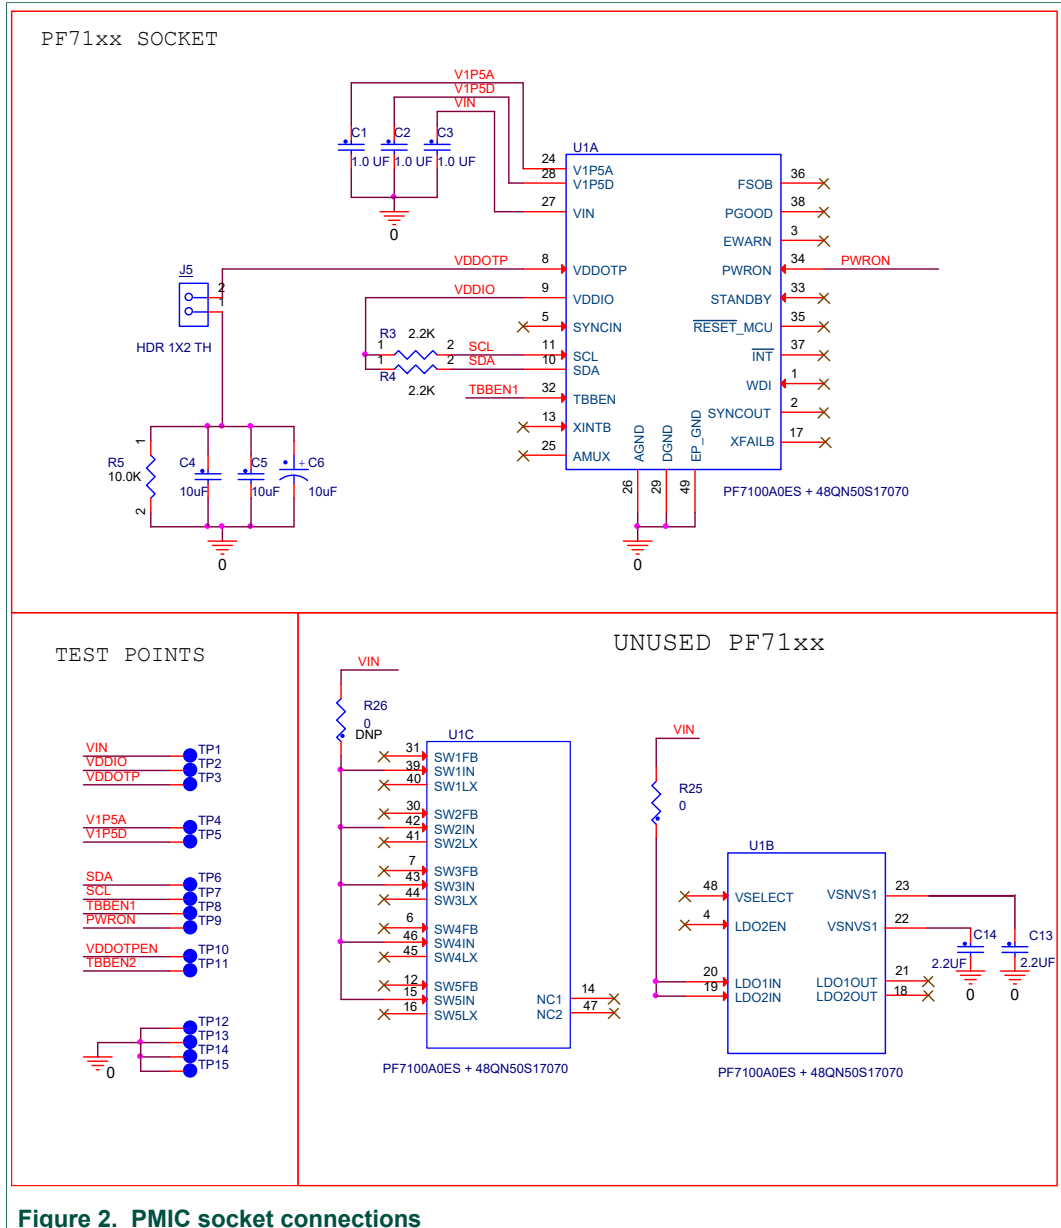 PF71xx SOCKET
V1P5A
V1P5D
VIN
C1
C2
C3
1.0 UF
1.0 UF
1.0 UF
0
U1A
24
V1P5A
28
V1P5D
27
VIN
VDDOTP
8
VDDOTP
VDDIO
9
VDDIO
5
SYNCIN
R3
2.2K
1
2
SCL
11
SCL
1
2
SDA
10
SDA
R4
2.2K
TBBEN1
32
TBBEN
13
XINTB
25
AMUX
FSOB
36
PGOOD
38
EWARN
3
PWRON
34
PWRON
STANDBY
33
RESET_MCU
35
INT
37
WDI
1
SYNCOUT
2
XFAILB
17
AGND
DGND
EP_GND
26
29
49
0
PF7100A0ES + 48QN50S17070
J5
2
1
HDR 1X2 TH
1
R5
10.0K
2
C4
10uF
C5
10uF
+
C6
10uF
0
TEST POINTS
VIN
TP1
VDDIO
TP2
VDDOTP
TP3
V1P5A
TP4
V1P5D
TP5
SDA
TP6
SCL
TP7
TBBEN1
TP8
PWRON
TP9
VDDOTPEN
TP10
TBBEN2
TP11
TP12
TP13
TP14
TP15
0
UNUSED PF71xx
VIN
R26
0
DNP
U1C
31
SW1FB
39
SW1IN
40
SW1LX
30
SW2FB
42
SW2IN
41
SW2LX
7
SW3FB
43
SW3IN
44
SW3LX
6
SW4FB
46
SW4IN
45
SW4LX
12
SW5FB
15
SW5IN
16
SW5LX
NC1
14
NC2
47
PF7100A0ES + 48QN50S17070
VIN
R25
0
U1B
48
VSELECT
4
LDO2EN
20
LDO1IN
19
LDO2IN
VSNVS1
23
VSNVS1
22
LDO1OUT
21
LDO2OUT
18
C14
2.2UF
0
C13
2.2UF
0
PF7100A0ES + 48QN50S17070
Figure 2. PMIC socket connections